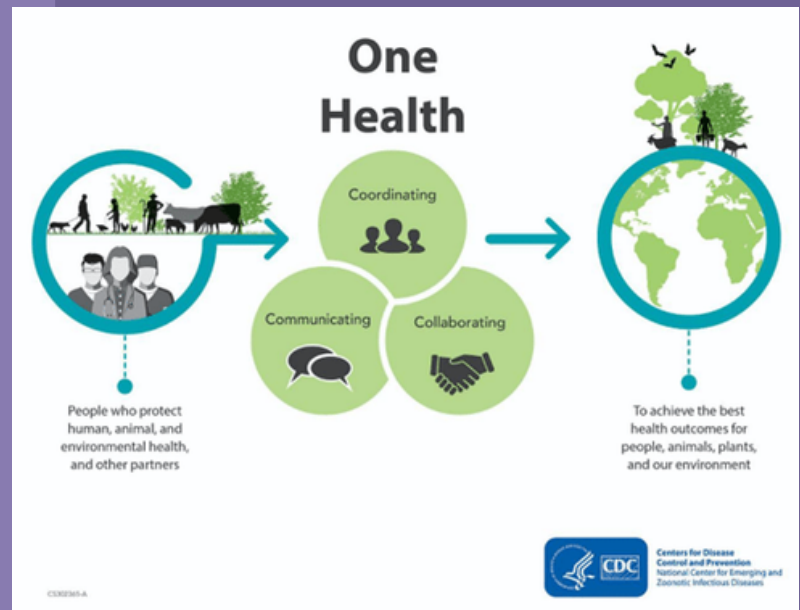 One
Health
Coordinating
Communicating
Collaborating
People who protect
human, animal, and
environmental health,
and other partners
To achieve the best
health outcomes for
people, animals, plants,
and our environment
CDC
Centers for Disease
Control and Prevention
National Center for Emerging and
Zoonotic Infectious Diseases